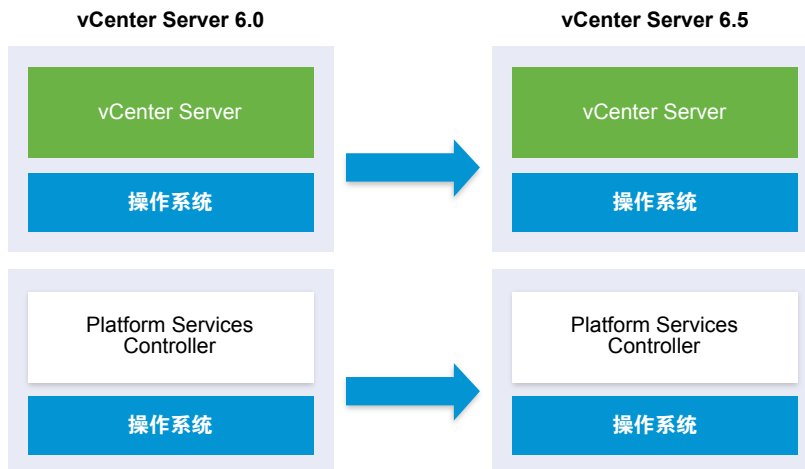 vCenter Server 6.0
vCenter Server 6.5
vCenter Server
vCenter Server
操作系统
操作系统
Platform Services
Controller
Platform Services
Controller
操作系统
操作系统